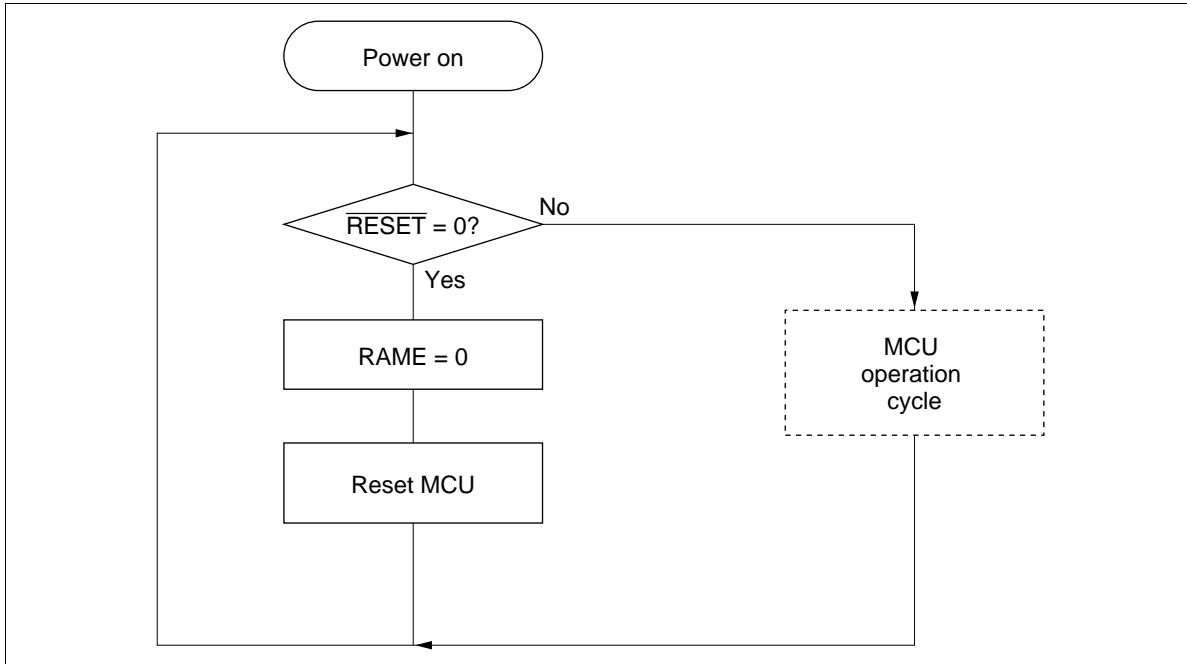 Power on
No
RESET = 0?
Yes
RAME = 0
MCU
operation
cycle
Reset MCU